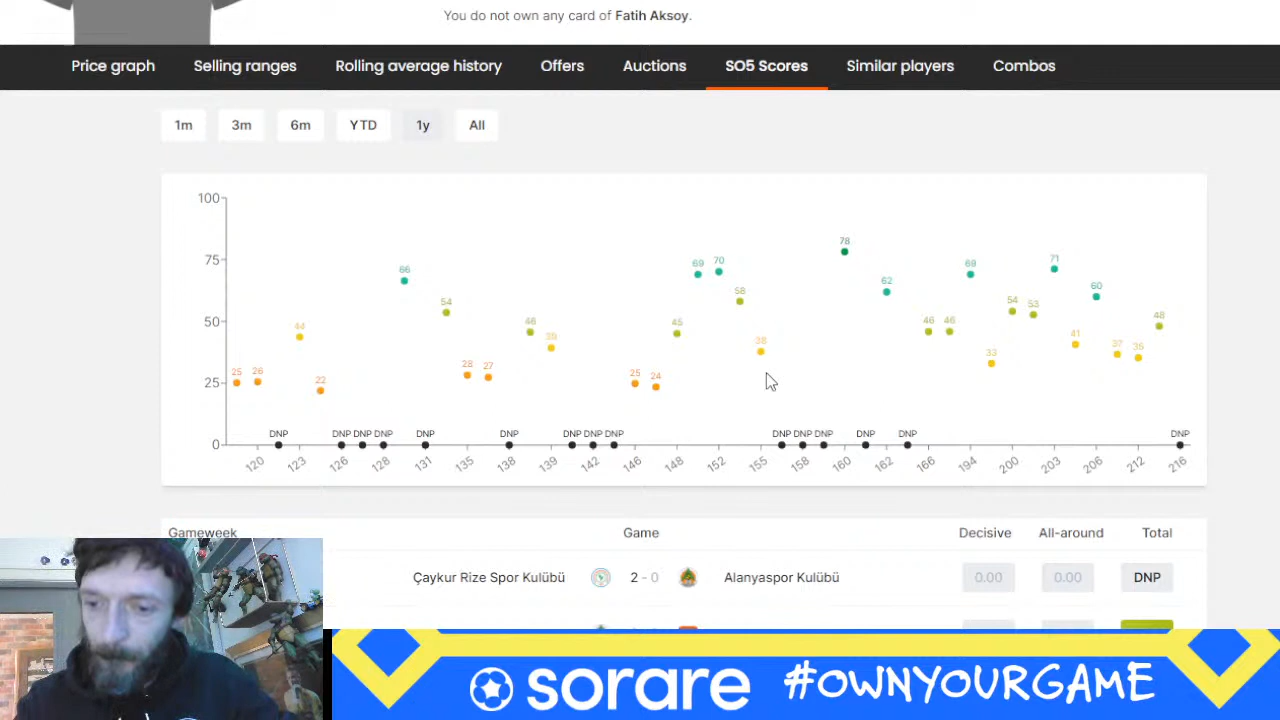 You do not own any card of Fatih Aksoy.
Price graph Selling ranges Rolling average history Offers Auctions SO5 Scores Similar players Combos
1m 3m 6m YTD 1y All
100
75
50
25
0
25 26 44 22 66 54 28 27 46 39 25 24 45 69 70 58 38 78 62 46 46 69 33 54 53 71 41 60 37 35 48
DNP DNP DNP DNP DNP DNP DNP DNP DNP DNP DNP DNP DNP DNP DNP
120 123 126 128 131 135 138 139 142 146 148 152 155 158 160 162 166 194 200 203 206 212 216
Gameweek Game Decisive All-around Total
Çaykur Rize Spor Kulübü 2 - 0 Alanyaspor Kulübü 0.00 0.00 DNP
sorare #OWNYOURGAME